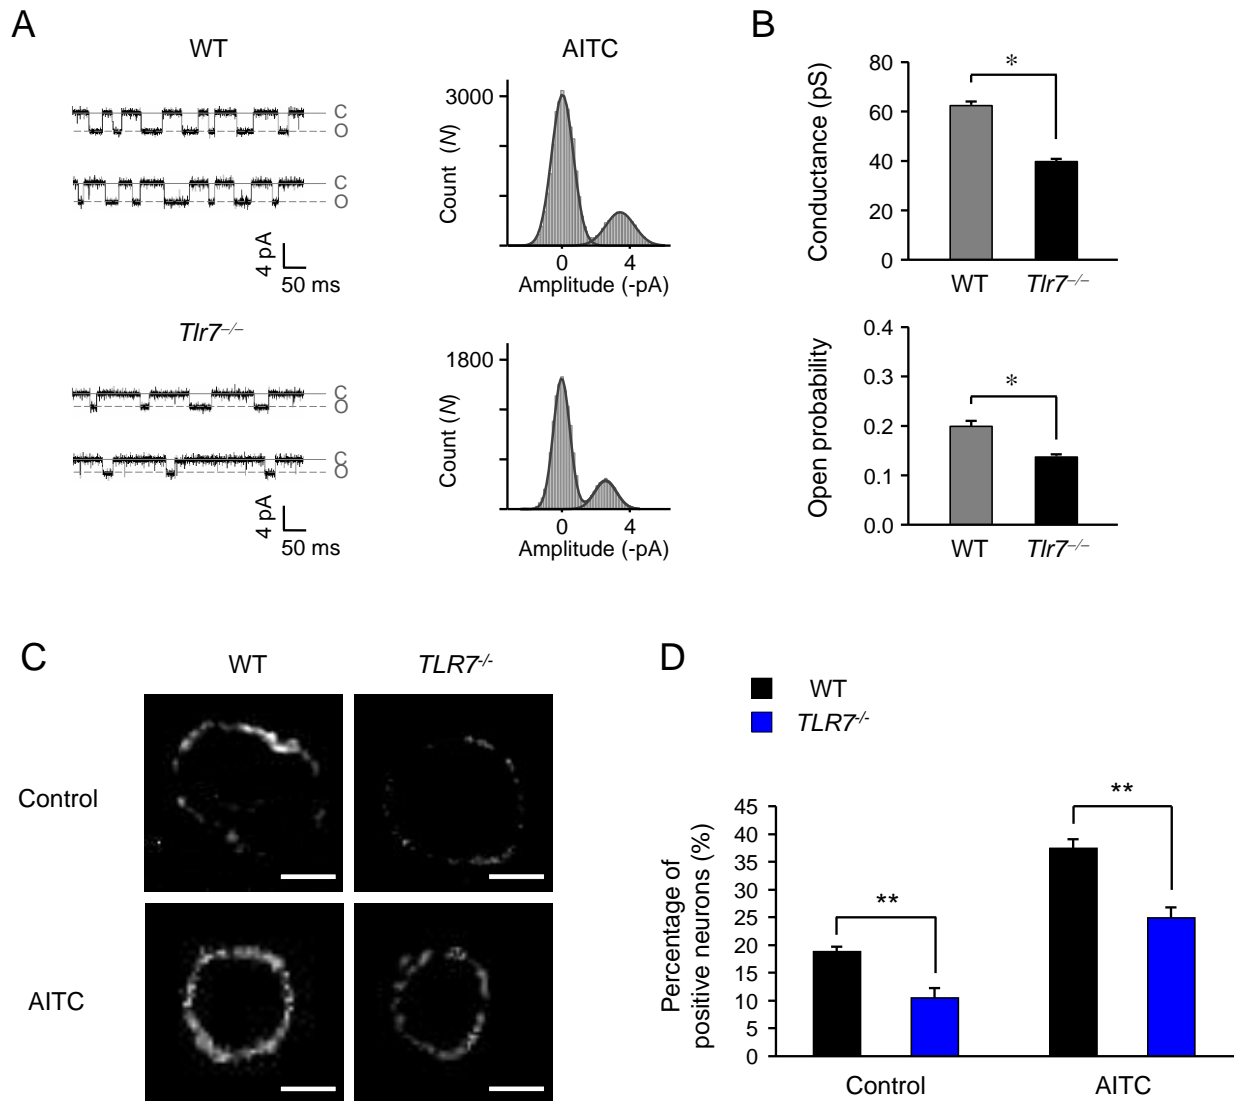 A
WT
C
O
C
O
4 pA
50 ms
AITC
3000
Count (N)
0 4
Amplitude (-pA)
Tlr7–/–
C
O
C
O
4 pA
50 ms
1800
Count (N)
0 4
Amplitude (-pA)
B
80
60
40
20
0
Conductance (pS)
*
WT Tlr7–/–
0.4
0.3
0.2
0.1
0.0
Open probability
*
WT Tlr7–/–
C
WT TLR7-/-
Control
AITC
D
WT
TLR7-/-
45
40
35
30
25
20
15
10
5
0
Percentage of
positive neurons (%)
**
**
Control AITC